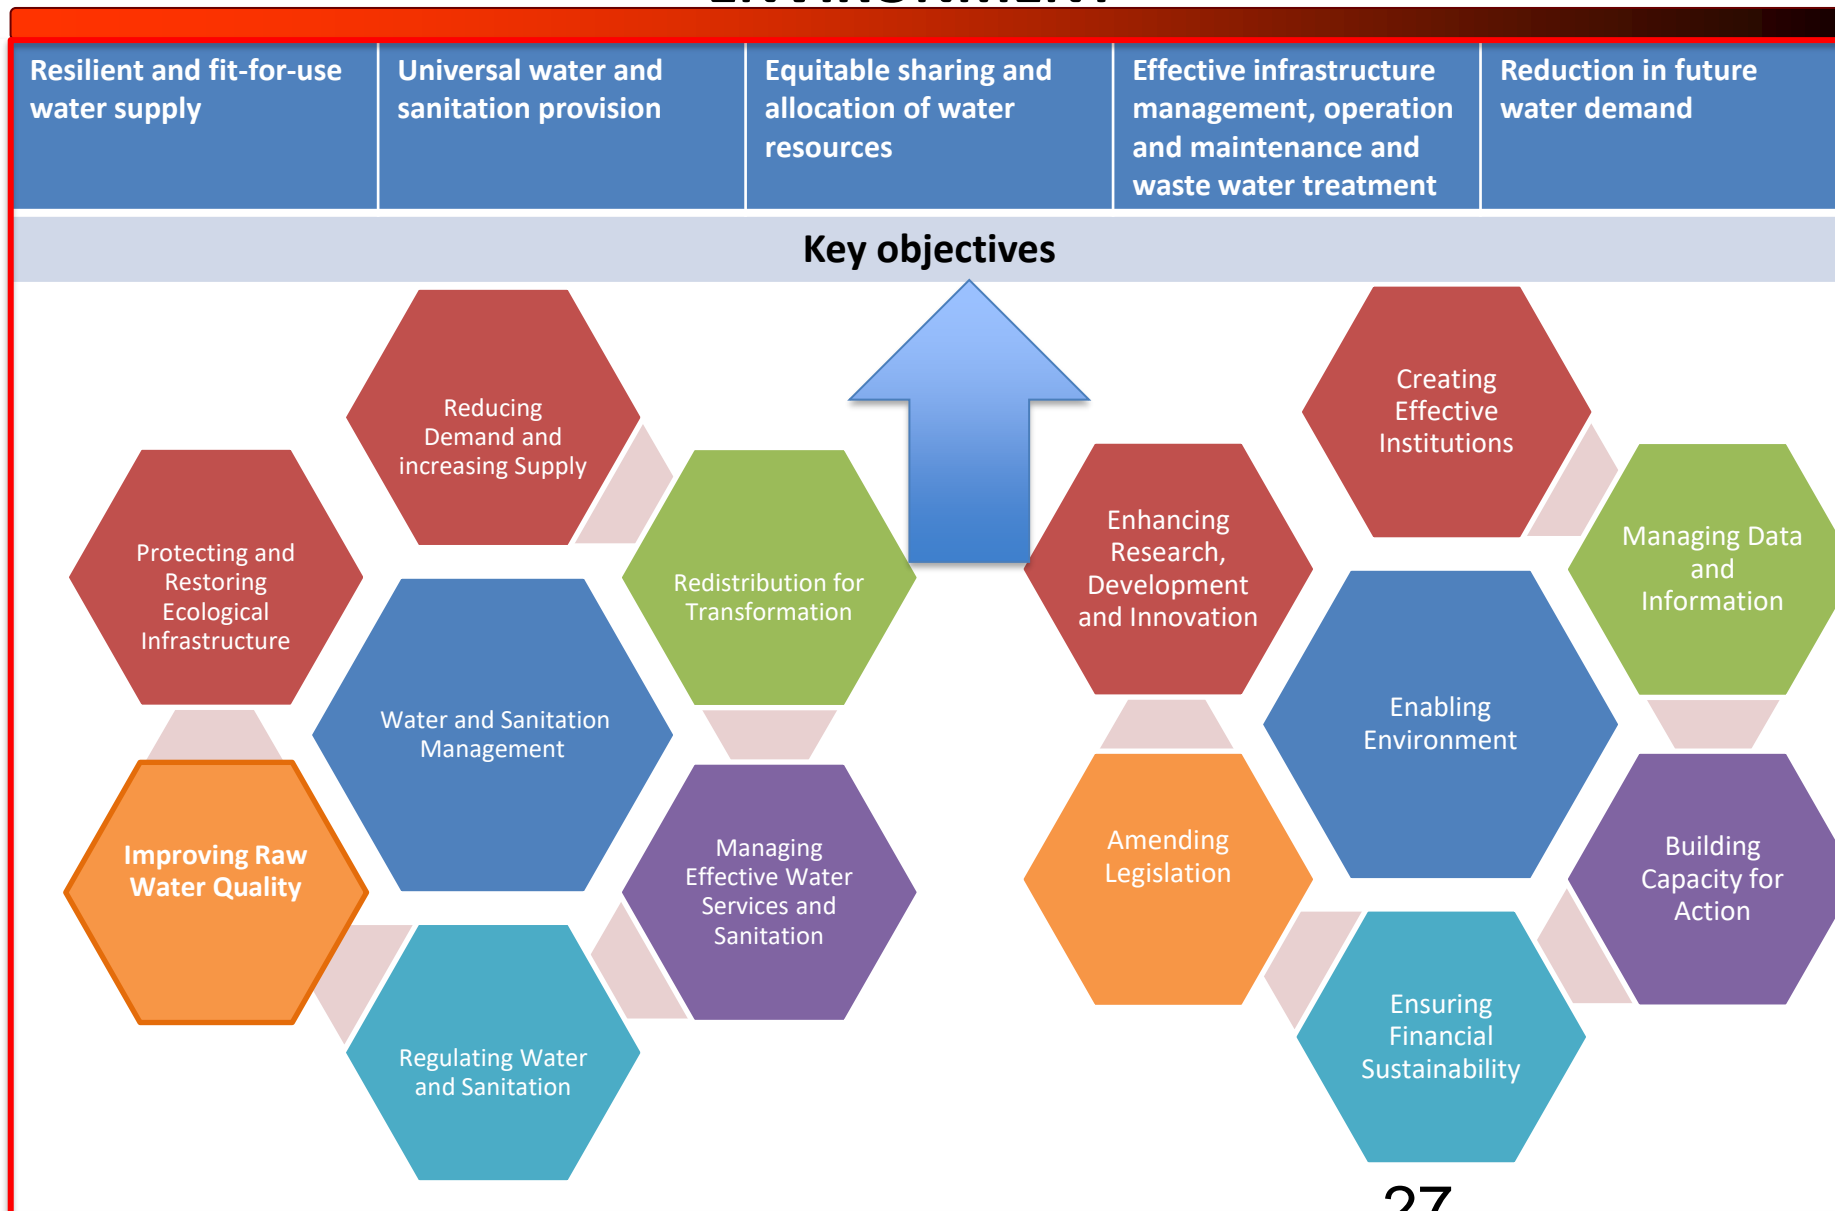 ENVIRONMENT
Resilient and fit-for-use
water supply
Universal water and
sanitation provision
Equitable sharing and
allocation of water
resources
Effective infrastructure
management, operation
and maintenance and
waste water treatment
Reduction in future
water demand
Key objectives
Reducing
Demand and
increasing Supply
Protecting and
Restoring
Ecological
Infrastructure
Redistribution for
Transformation
Water and Sanitation
Management
Improving Raw
Water Quality
Managing
Effective Water
Services and
Sanitation
Regulating Water
and Sanitation
Creating
Effective
Institutions
Enhancing
Research,
Development
and Innovation
Managing Data
and
Information
Enabling
Environment
Amending
Legislation
Building
Capacity for
Action
Ensuring
Financial
Sustainability
27